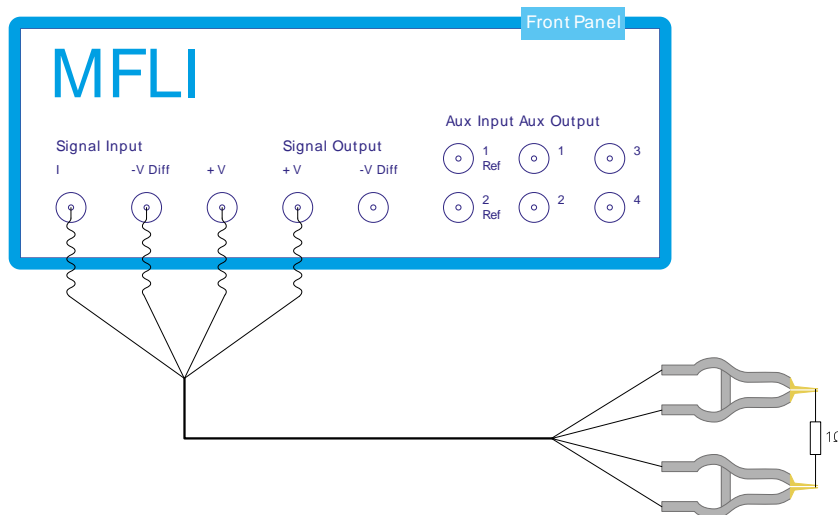 Front Panel
MFLI
Aux Input Aux Output
Signal Input Signal Output
I -V Diff +V +V -V Diff
1 Ref 1 3
2 Ref 2 4
1Ω